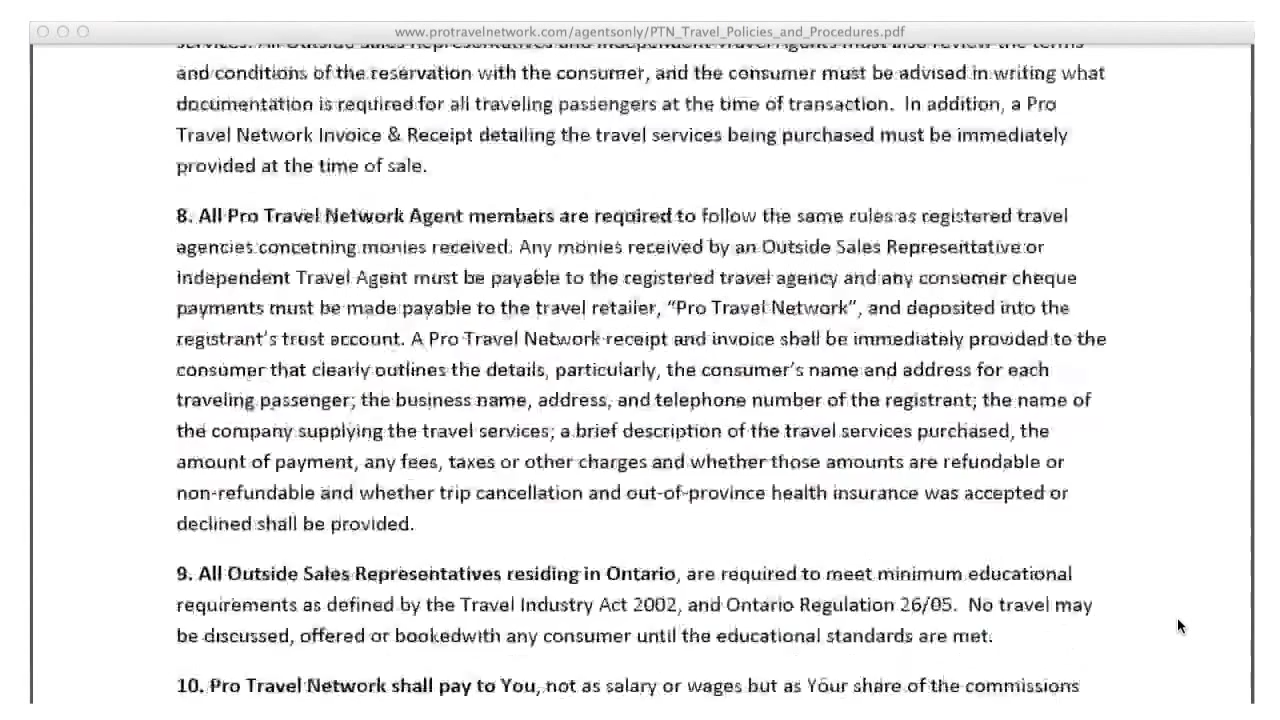 www.protravelnetwork.com/agentsonly/PTN_Travel_Policies_and_Procedures.pdf
services. All Outside Sales Representatives and Independent Travel Agents must also review the terms
and conditions of the reservation with the consumer, and the consumer must be advised in writing what
documentation is required for all traveling passengers at the time of transaction. In addition, a Pro
Travel Network Invoice & Receipt detailing the travel services being purchased must be immediately
provided at the time of sale.
8. All Pro Travel Network Agent members are required to follow the same rules as registered travel
agencies concerning monies received. Any monies received by an Outside Sales Representative or
Independent Travel Agent must be payable to the registered travel agency and any consumer cheque
payments must be made payable to the travel retailer, “Pro Travel Network”, and deposited into the
registrant’s trust account. A Pro Travel Network receipt and invoice shall be immediately provided to the
consumer that clearly outlines the details, particularly, the consumer’s name and address for each
traveling passenger; the business name, address, and telephone number of the registrant; the name of
the company supplying the travel services; a brief description of the travel services purchased, the
amount of payment, any fees, taxes or other charges and whether those amounts are refundable or
non-refundable and whether trip cancellation and out-of-province health insurance was accepted or
declined shall be provided.
9. All Outside Sales Representatives residing in Ontario, are required to meet minimum educational
requirements as defined by the Travel Industry Act 2002, and Ontario Regulation 26/05. No travel may
be discussed, offered or bookedwith any consumer until the educational standards are met.
10. Pro Travel Network shall pay to You, not as salary or wages but as Your share of the commissions